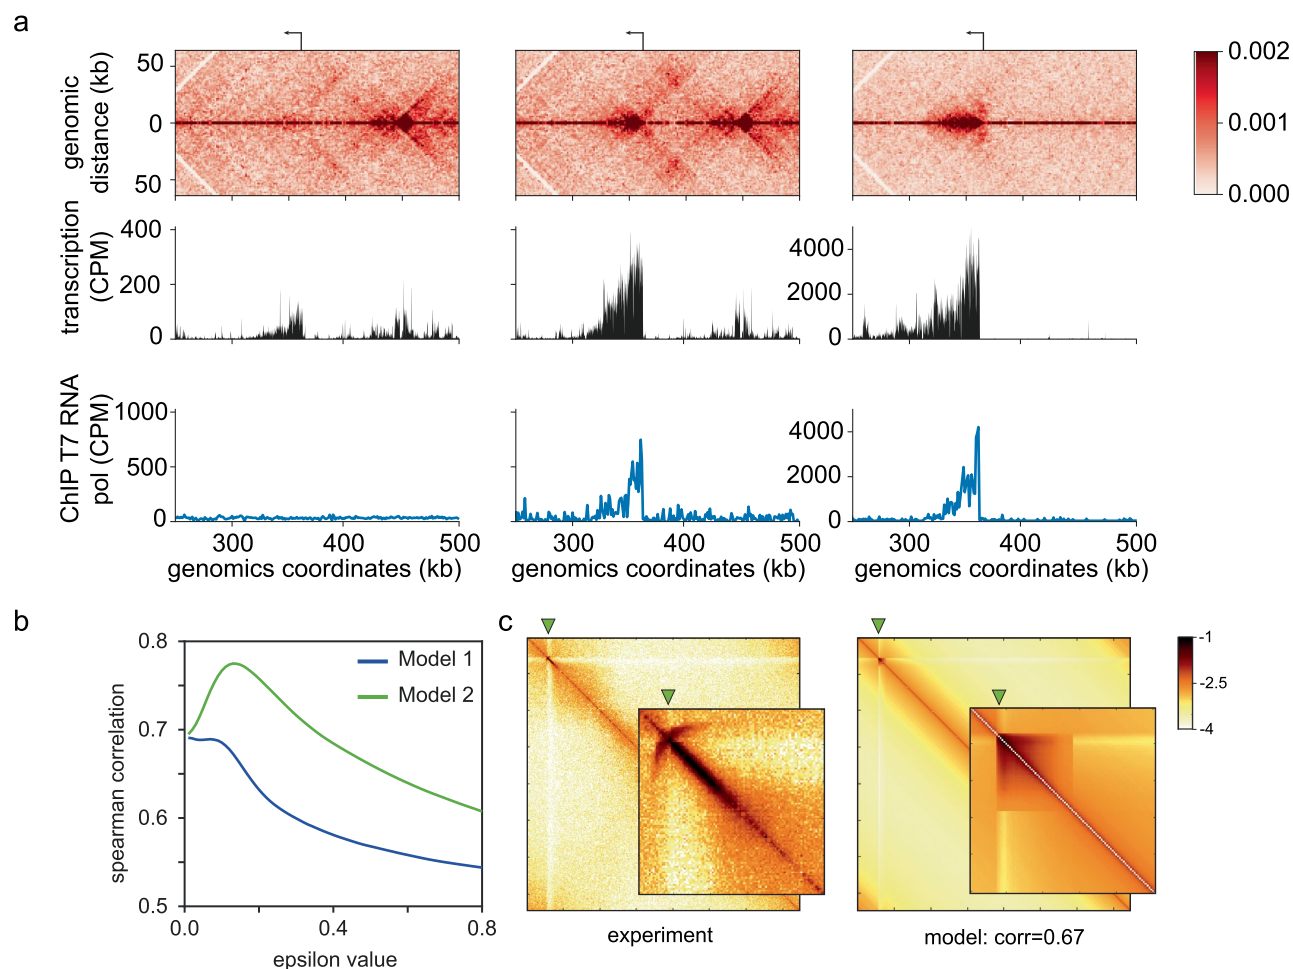 a
genomic
distance (kb)
50
0
50
0.002
0.001
0.000
transcription
(CPM)
400
200
0
4000
2000
0
ChIP T7 RNA
pol (CPM)
1000
500
0
4000
2000
0
300 400 500
genomics coordinates (kb)
300 400 500
genomics coordinates (kb)
300 400 500
genomics coordinates (kb)
b
spearman correlation
0.8
0.7
0.6
0.5
Model 1
Model 2
0.0 0.4 0.8
epsilon value
c
experiment
model: corr=0.67
-1
-2.5
-4